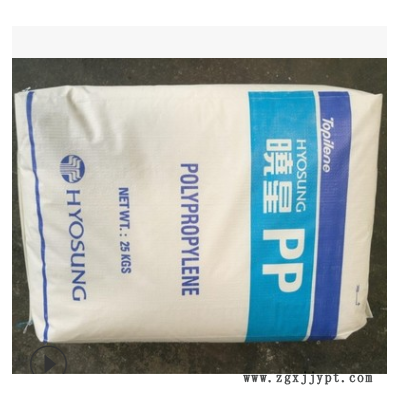 Topilene
HYOSUNG
曉星 PP
POLYPROPYLENE
NET WT. : 25 KGS
HYOSUNG
www.zgxjjypt.com